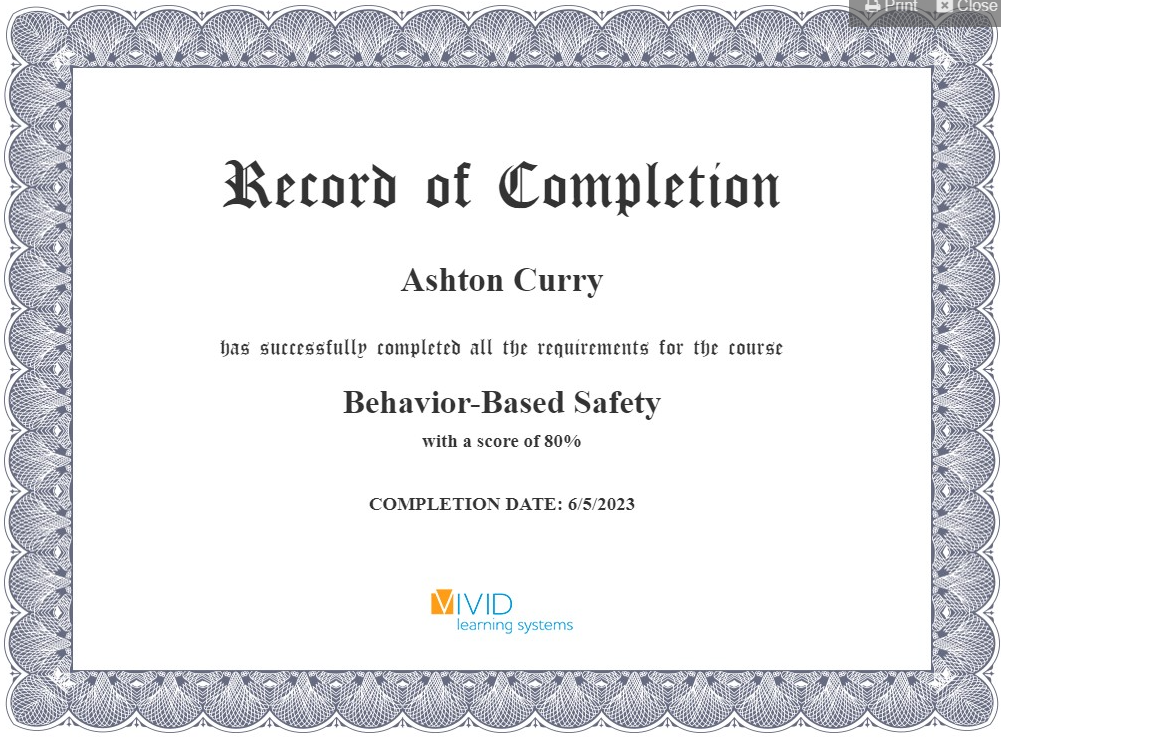 Print Close
Record of Completion
Ashton Curry
has successfully completed all the requirements for the course
Behavior-Based Safety
with a score of 80%
COMPLETION DATE: 6/5/2023
VIVID
learning systems